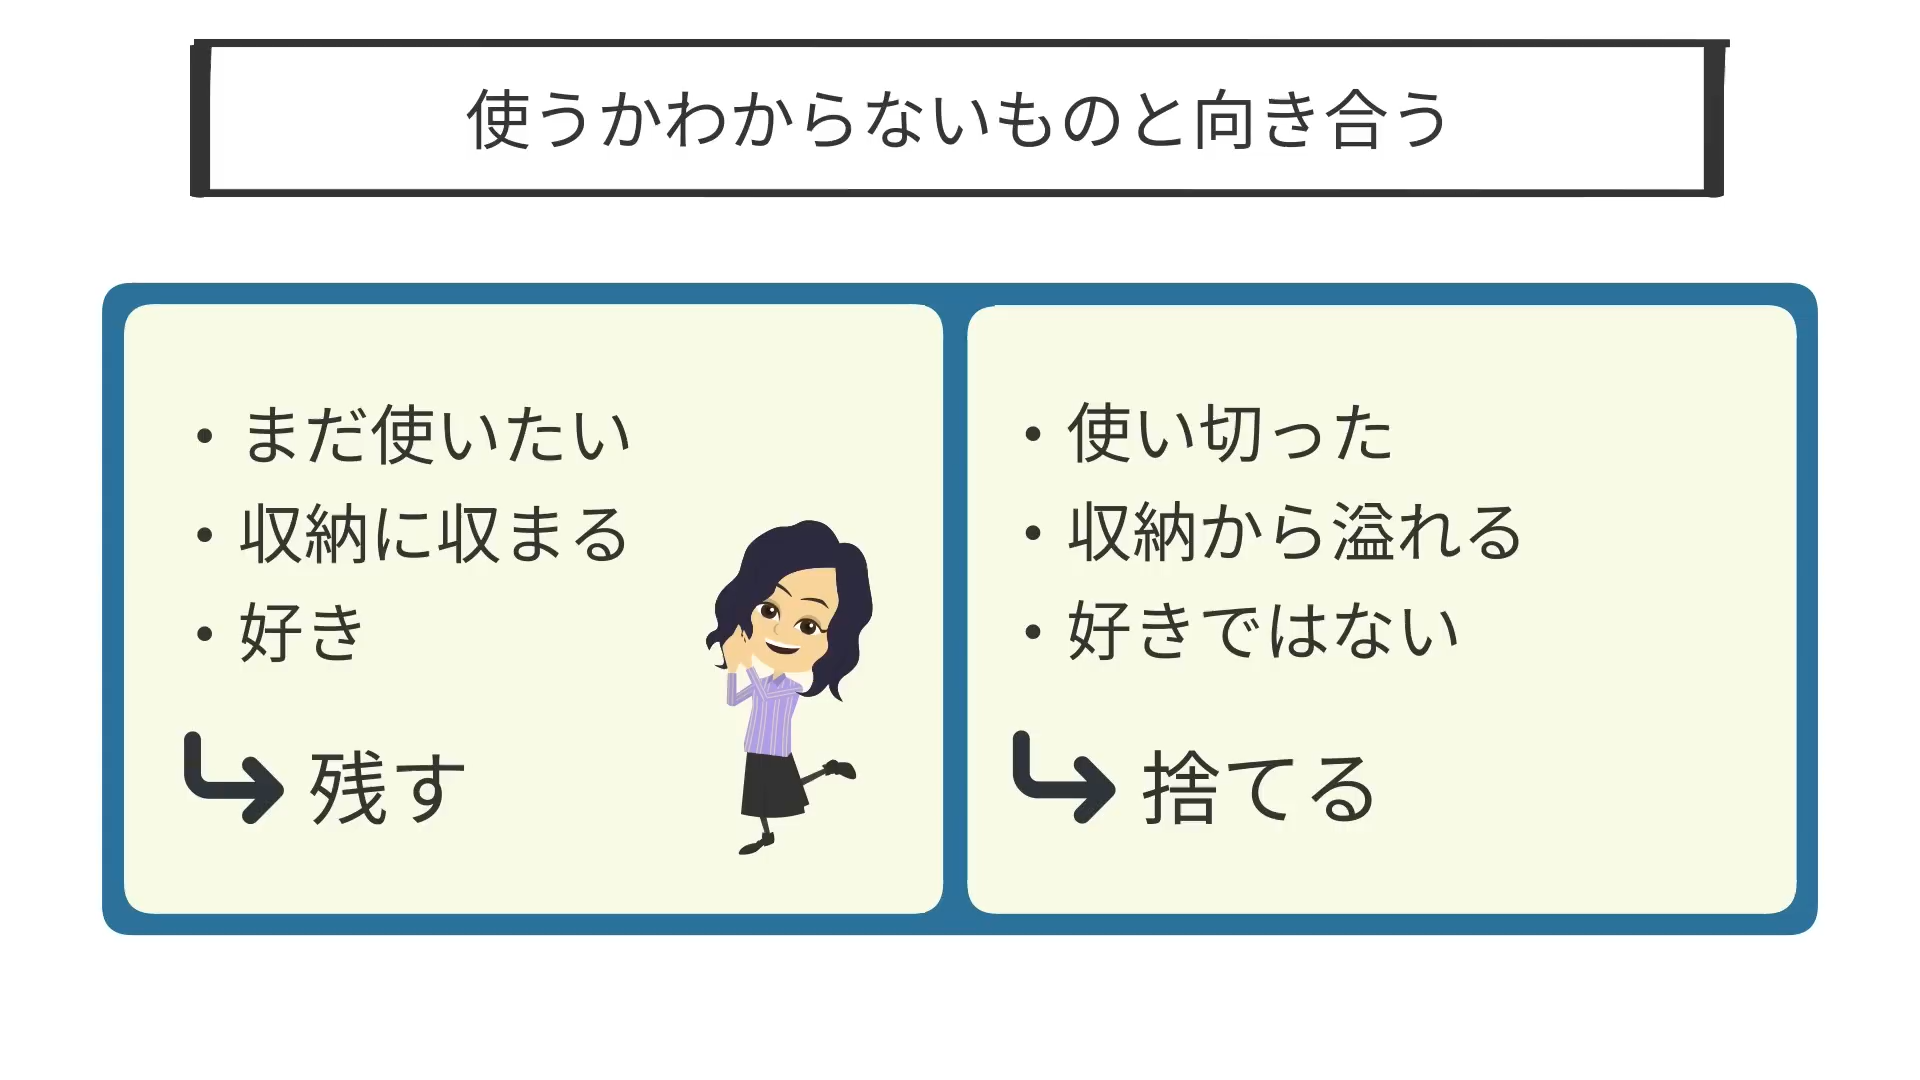 使うかわからないものと向き合う
・まだ使いたい
・収納に収まる
・好き
残す
・使い切った
・収納から溢れる
・好きではない
捨てる